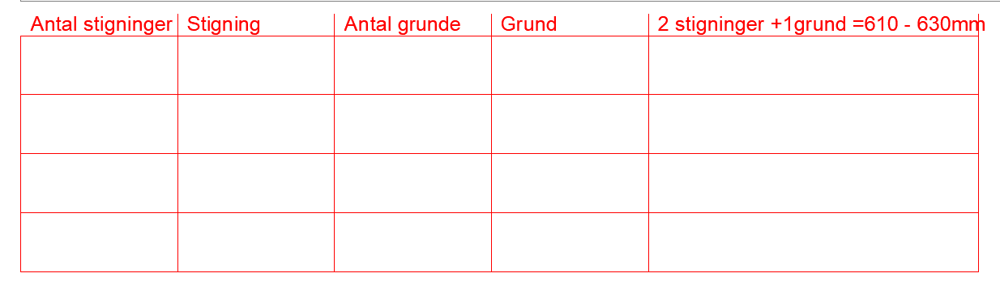 Antal stigninger Stigning Antal grunde Grund 2 stigninger +1grund =610 - 630mm